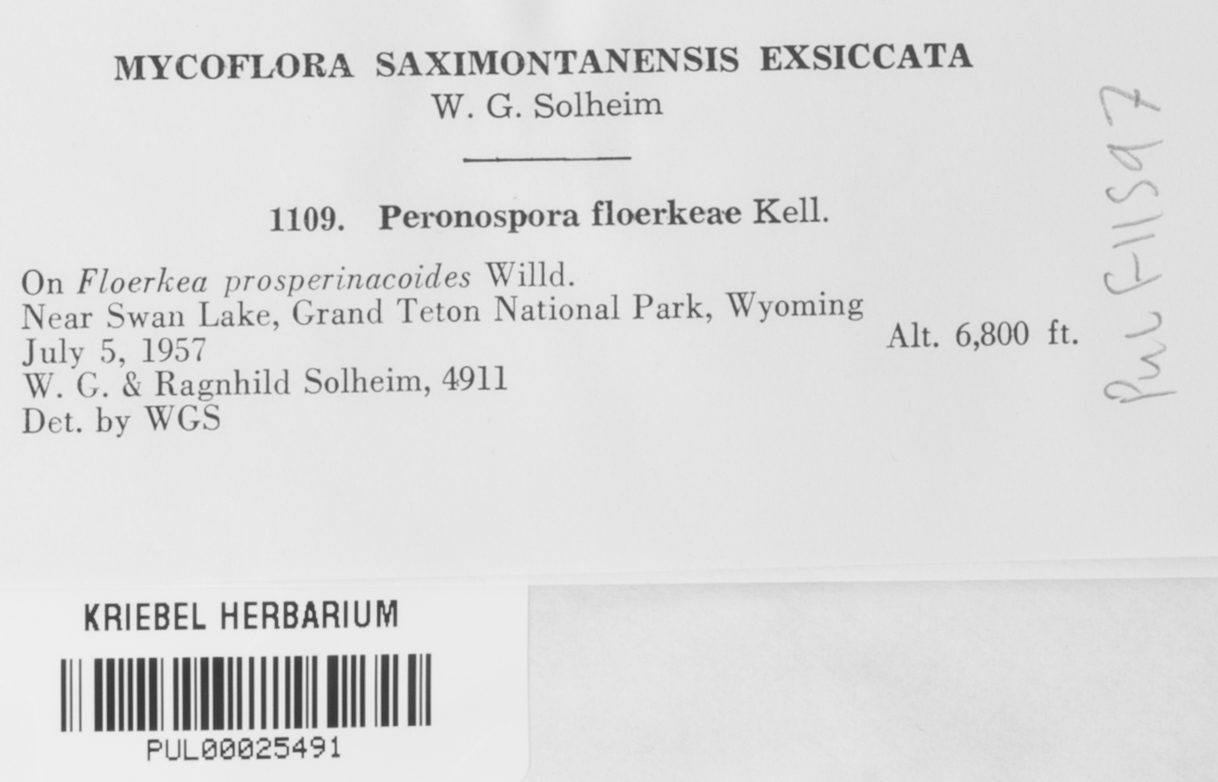 MYCOFLORA SAXIMONTANENSIS EXSICCATA
W. G. Solheim
1109. Peronospora floerkeae Kell.
On Floerkea prosperinacoides Willd.
Near Swan Lake, Grand Teton National Park, Wyoming
July 5, 1957
Alt. 6,800 ft.
W. G. & Ragnhild Solheim, 4911
Det. by WGS
PUL F11597
KRIEBEL HERBARIUM
PUL00025491